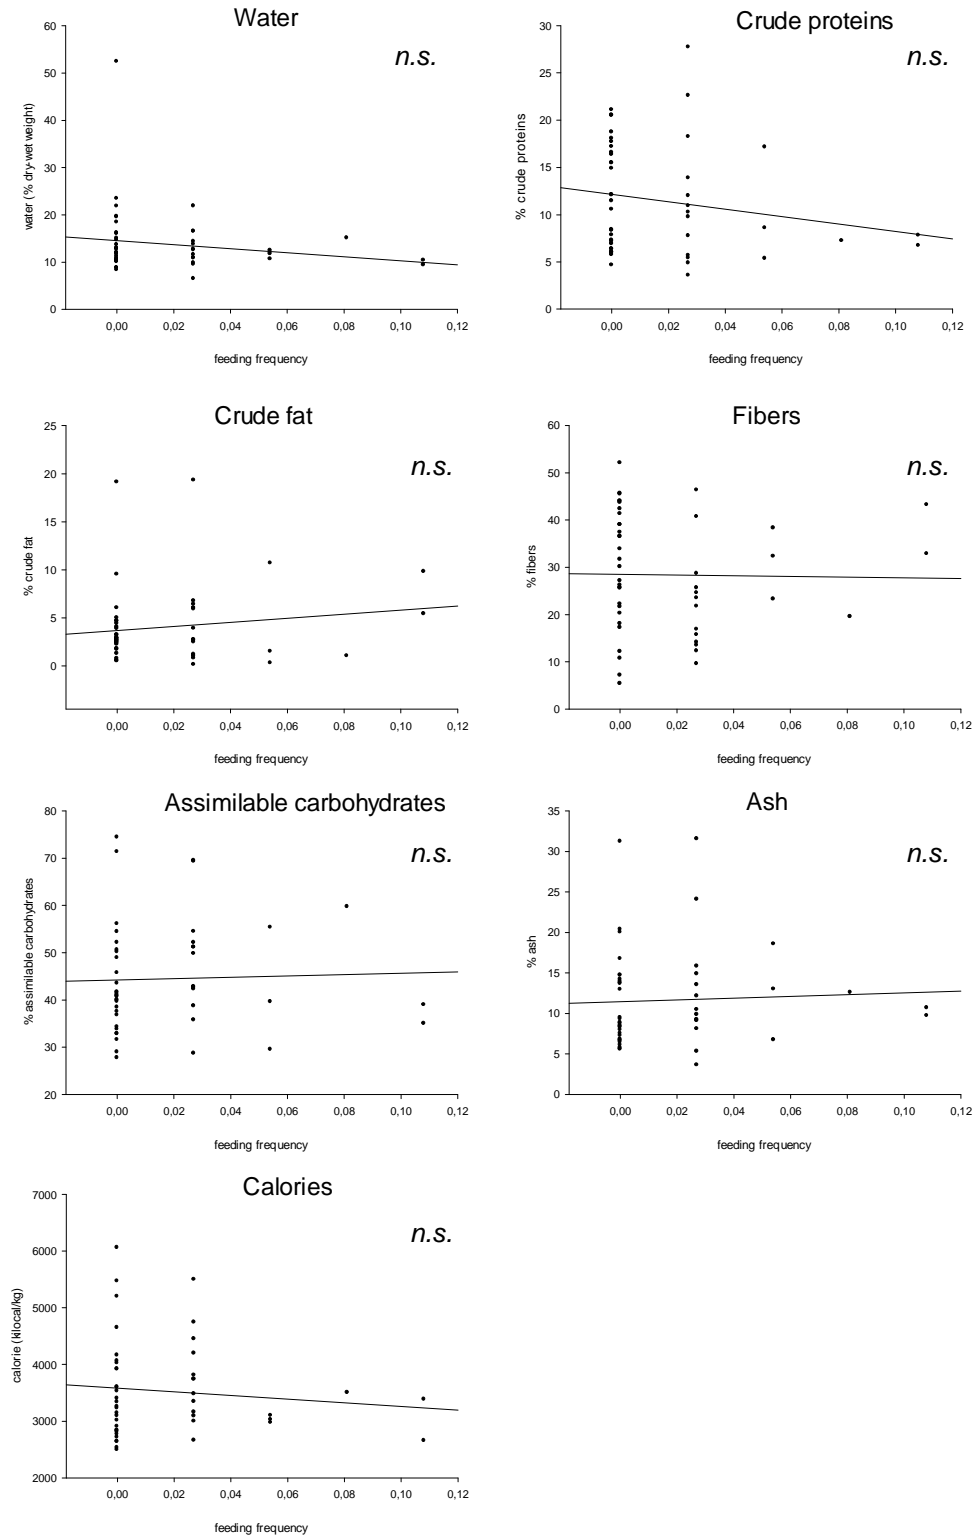 Water
n.s.
60
50
40
30
20
10
0
water (% dry-wet weight)
0,00 0,02 0,04 0,06 0,08 0,10 0,12
feeding frequency
Crude proteins
n.s.
30
25
20
15
10
5
0
% crude proteins
0,00 0,02 0,04 0,06 0,08 0,10 0,12
feeding frequency
Crude fat
n.s.
25
20
15
10
5
0
% crude fat
0,00 0,02 0,04 0,06 0,08 0,10 0,12
feeding frequency
Fibers
n.s.
60
50
40
30
20
10
0
% fibers
0,00 0,02 0,04 0,06 0,08 0,10 0,12
feeding frequency
Assimilable carbohydrates
n.s.
80
70
60
50
40
30
20
% assimilable carbohydrates
0,00 0,02 0,04 0,06 0,08 0,10 0,12
feeding frequency
Ash
n.s.
35
30
25
20
15
10
5
0
% ash
0,00 0,02 0,04 0,06 0,08 0,10 0,12
feeding frequency
Calories
n.s.
7000
6000
5000
4000
3000
2000
calorie (kilocal/kg)
0,00 0,02 0,04 0,06 0,08 0,10 0,12
feeding frequency